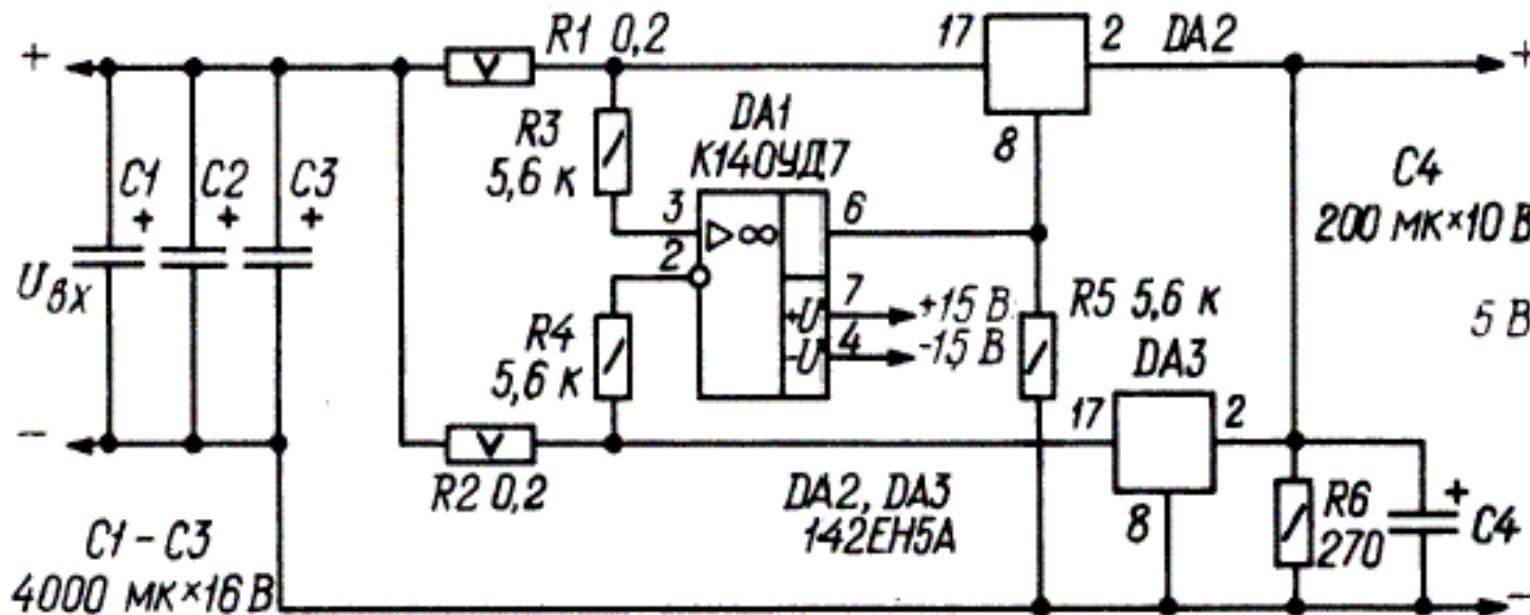 +
R1 0,2
17
2
DA2
+
R3
5,6 к
DA1
К140УД7
8
C1
+
C2
+
C3
+
3
6
▷∞
2
C4
200 мк×10 В
Uвх
7
+U
+15 В
4
-U
-15 В
R5 5,6 к
5 В
R4
5,6 к
DA3
17
2
−
R2 0,2
DA2, DA3
142ЕН5А
8
R6
270
+
C4
C1 – C3
4000 мк×16 В
−